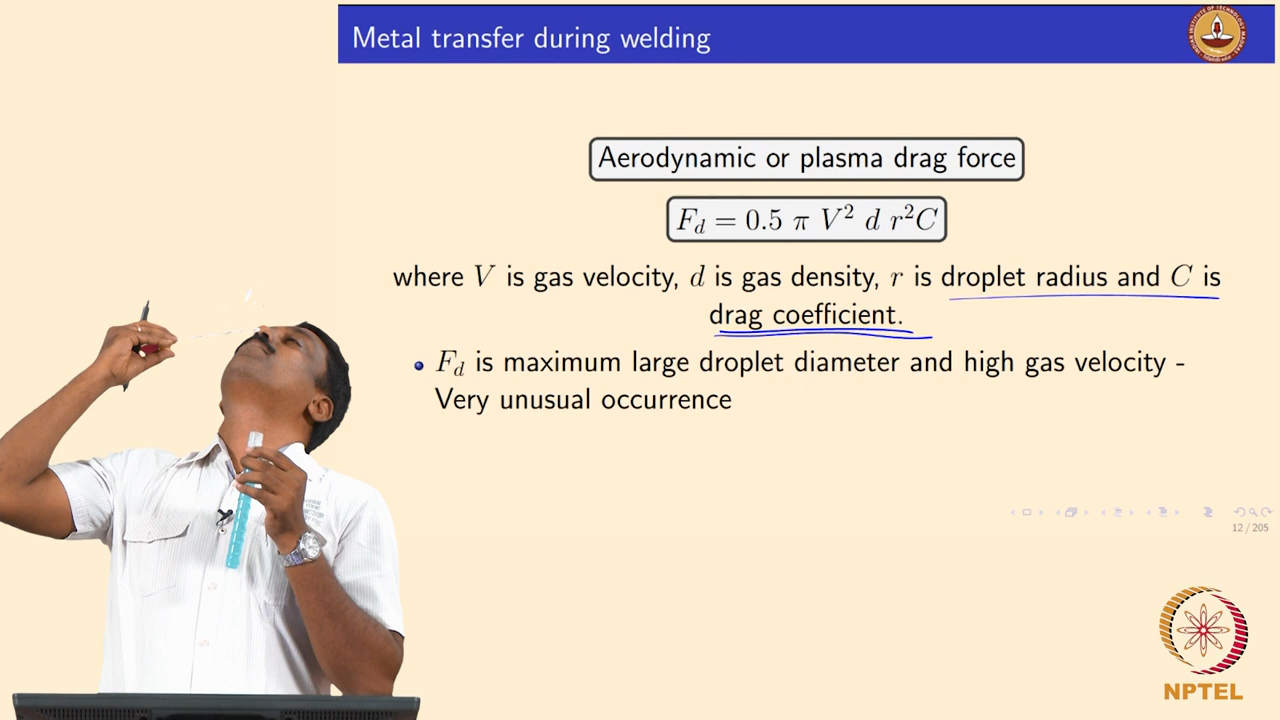 Metal transfer during welding
Aerodynamic or plasma drag force
F_d = 0.5 π V² d r²C
where V is gas velocity, d is gas density, r is droplet radius and C is
drag coefficient.
• F_d is maximum large droplet diameter and high gas velocity -
Very unusual occurrence
12 / 205
NPTEL